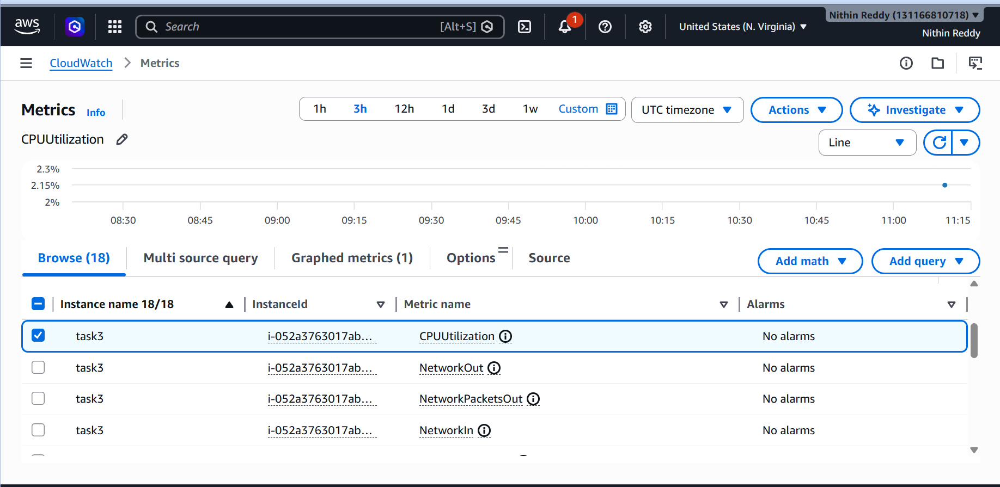 aws
Search [Alt+S]
1
United States (N. Virginia)
Nithin Reddy (131166810718)
Nithin Reddy
CloudWatch
Metrics
Metrics Info
1h 3h 12h 1d 3d 1w Custom
UTC timezone
Actions
Investigate
CPUUtilization
Line
2.3%
2.15%
2%
08:30 08:45 09:00 09:15 09:30 09:45 10:00 10:15 10:30 10:45 11:00 11:15
Browse (18) Multi source query Graphed metrics (1) Options Source
Add math Add query
Instance name 18/18 InstanceId Metric name Alarms
task3 i-052a3763017ab... CPUUtilization No alarms
task3 i-052a3763017ab... NetworkOut No alarms
task3 i-052a3763017ab... NetworkPacketsOut No alarms
task3 i-052a3763017ab... NetworkIn No alarms